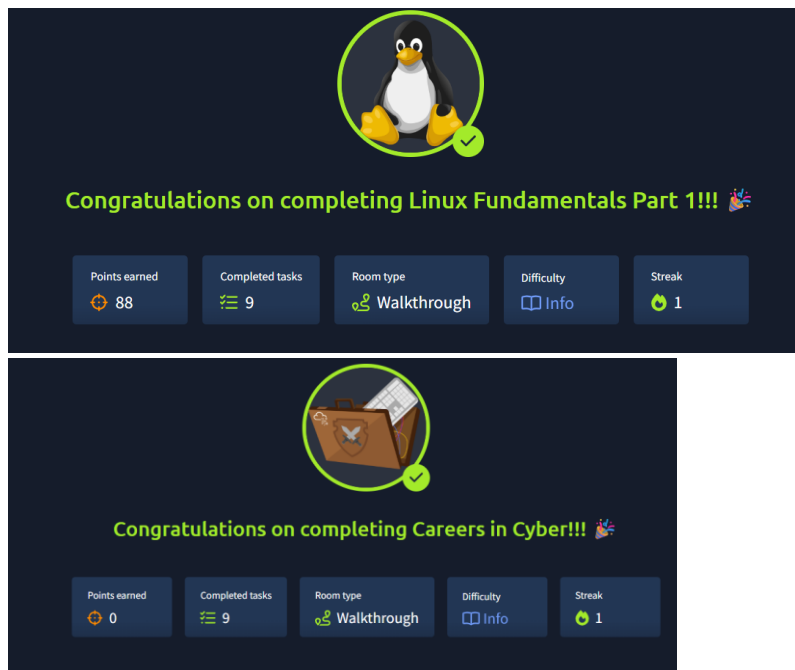 Congratulations on completing Linux Fundamentals Part 1!!! 🎉
Points earned Completed tasks Room type Difficulty Streak
88 9 Walkthrough Info 1
Congratulations on completing Careers in Cyber!!! 🎉
Points earned Completed tasks Room type Difficulty Streak
0 9 Walkthrough Info 1